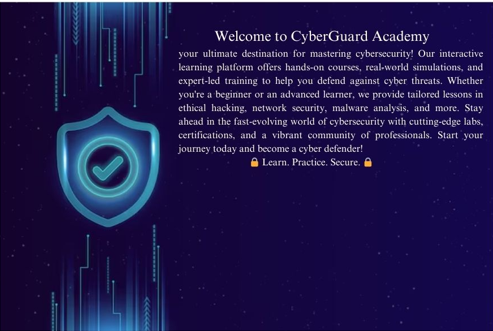 Welcome to CyberGuard Academy
your ultimate destination for mastering cybersecurity! Our interactive
learning platform offers hands-on courses, real-world simulations, and
expert-led training to help you defend against cyber threats. Whether
you're a beginner or an advanced learner, we provide tailored lessons in
ethical hacking, network security, malware analysis, and more. Stay
ahead in the fast-evolving world of cybersecurity with cutting-edge labs,
certifications, and a vibrant community of professionals. Start your
journey today and become a cyber defender!
🔒 Learn. Practice. Secure. 🔒